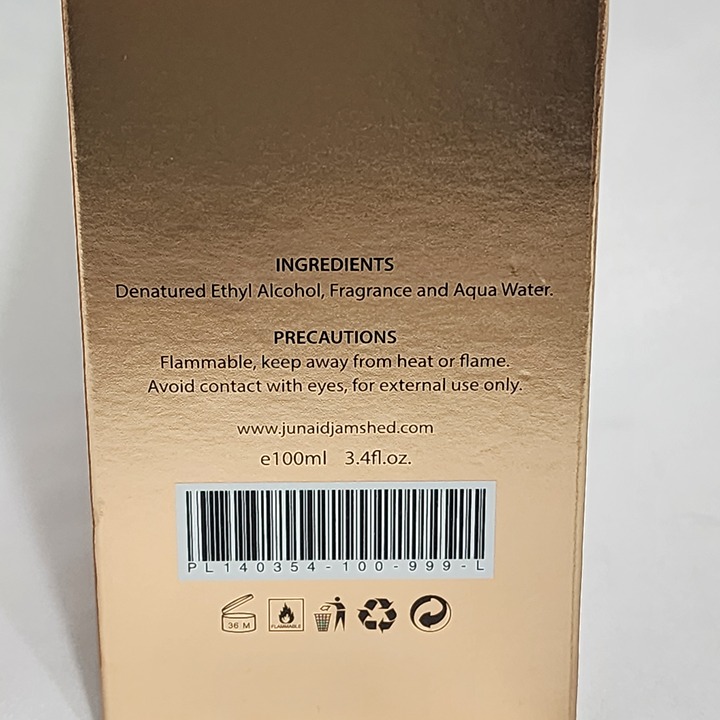 INGREDIENTS
Denatured Ethyl Alcohol, Fragrance and Aqua Water.
PRECAUTIONS
Flammable, keep away from heat or flame.
Avoid contact with eyes, for external use only.
www.junaidjamshed.com
e100ml 3.4fl.oz.
PL140354-100-999-L
36 M
FLAMMABLE